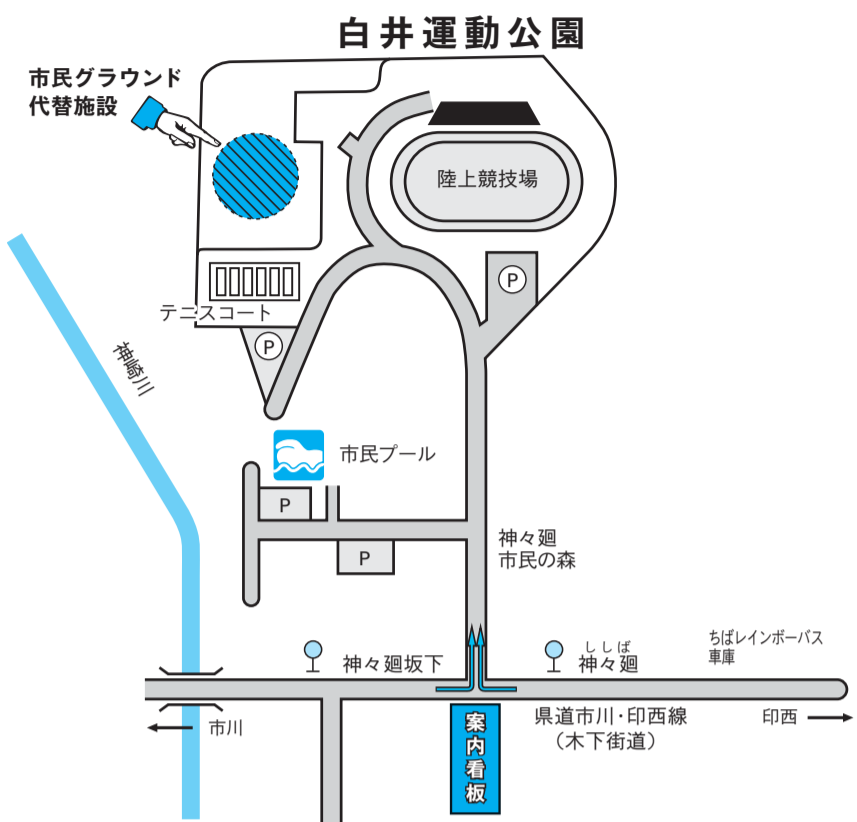 白井運動公園
市民グラウンド
代替施設
陸上競技場
P
テニスコート
P
神崎川
市民プール
P
P
神々廻
市民の森
神々廻坂下
ししば
神々廻
ちばレインボーバス
車庫
市川
案内看板
県道市川・印西線
（木下街道）
印西